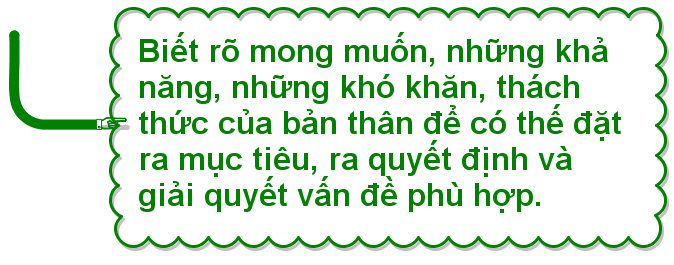 Biết rõ mong muốn, những khả
năng, những khó khăn, thách
thức của bản thân để có thế đặt
ra mục tiêu, ra quyết định và
giải quyết vấn đề phù hợp.